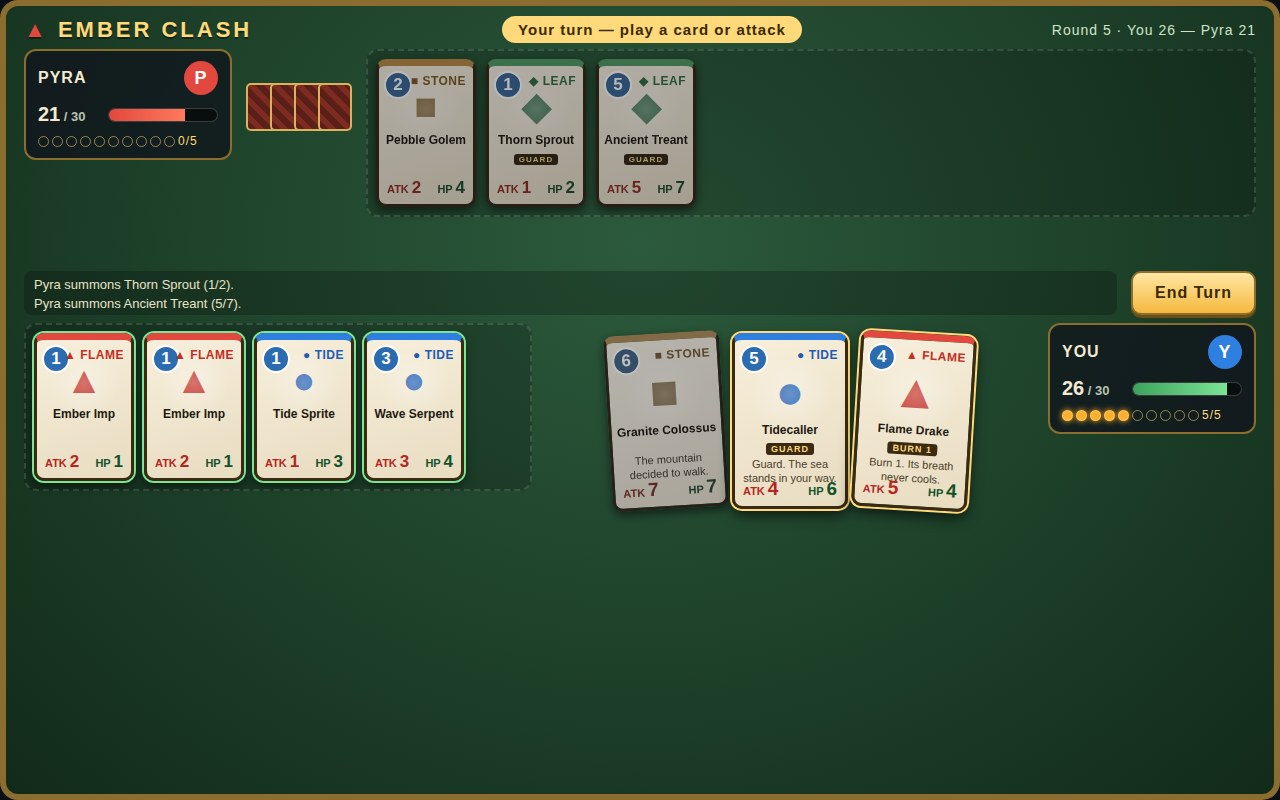 ▲ EMBER CLASH
Your turn — play a card or attack
Round 5 · You 26 — Pyra 21
PYRA
P
21 / 30
0/5
2 ■ STONE
Pebble Golem
ATK 2 HP 4
1 ◆ LEAF
Thorn Sprout
GUARD
ATK 1 HP 2
5 ◆ LEAF
Ancient Treant
GUARD
ATK 5 HP 7
Pyra summons Thorn Sprout (1/2).
Pyra summons Ancient Treant (5/7).
End Turn
1 ▲ FLAME
Ember Imp
ATK 2 HP 1
1 ▲ FLAME
Ember Imp
ATK 2 HP 1
1 ● TIDE
Tide Sprite
ATK 1 HP 3
3 ● TIDE
Wave Serpent
ATK 3 HP 4
6 ■ STONE
Granite Colossus
The mountain
decided to walk.
ATK 7 HP 7
5 ● TIDE
Tidecaller
GUARD
Guard. The sea
stands in your way.
ATK 4 HP 6
4 ▲ FLAME
Flame Drake
BURN 1
Burn 1. Its breath
never cools.
ATK 5 HP 4
YOU
Y
26 / 30
5/5